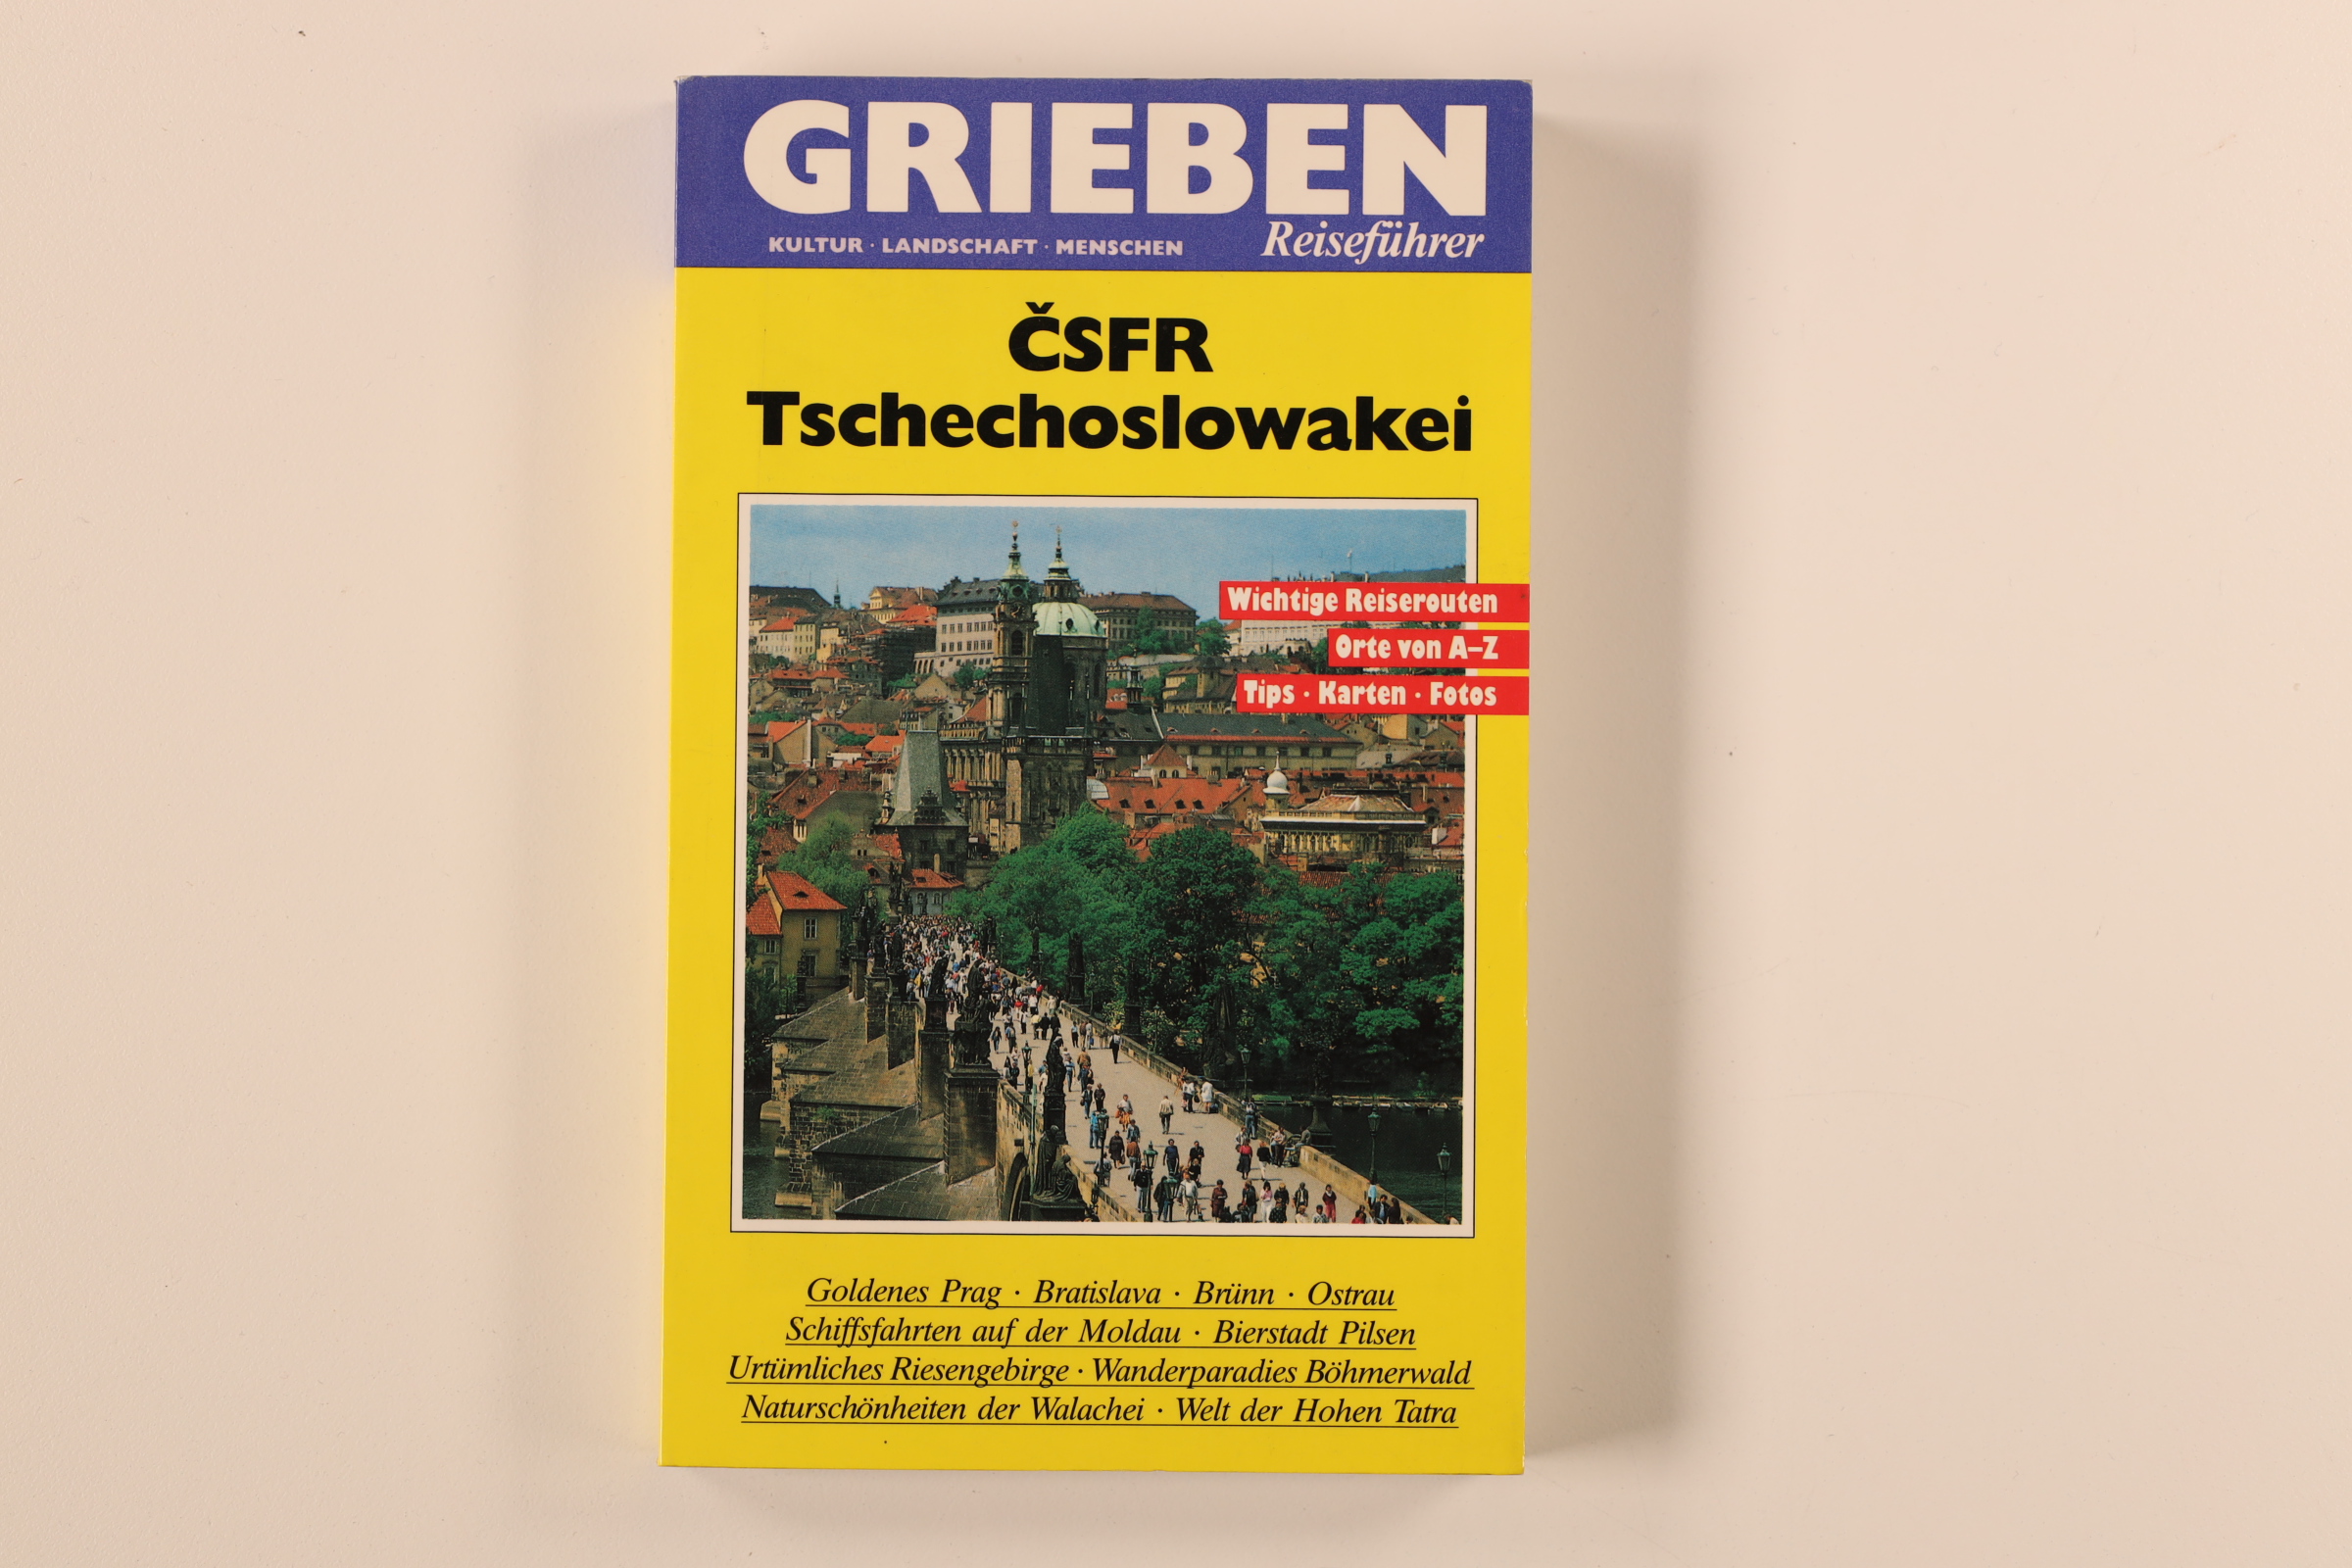 GRIEBEN
KULTUR · LANDSCHAFT · MENSCHEN
Reiseführer
ČSFR
Tschechoslowakei
Wichtige Reiserouten
Orte von A–Z
Tips · Karten · Fotos
Goldenes Prag · Bratislava · Brünn · Ostrau
Schiffsfahrten auf der Moldau · Bierstadt Pilsen
Urtümliches Riesengebirge · Wanderparadies Böhmerwald
Naturschönheiten der Walachei · Welt der Hohen Tatra